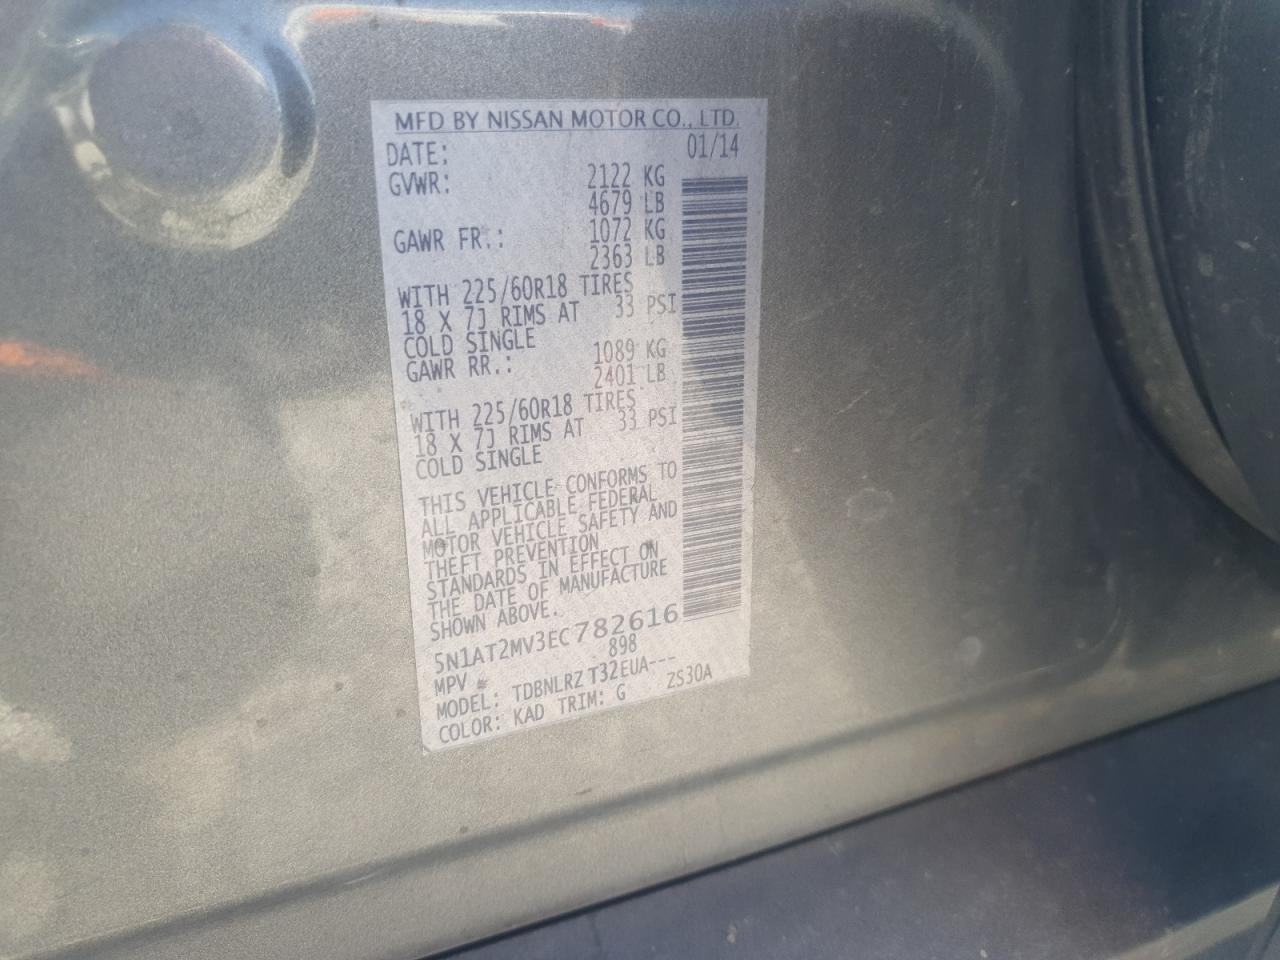 MFD BY NISSAN MOTOR CO., LTD.
DATE: 01/14
GVWR: 2122 KG
4679 LB
GAWR FR.: 1072 KG
2363 LB
WITH 225/60R18 TIRES
18 X 7J RIMS AT 33 PSI
COLD SINGLE
GAWR RR.: 1089 KG
2401 LB
WITH 225/60R18 TIRES
18 X 7J RIMS AT 33 PSI
COLD SINGLE
THIS VEHICLE CONFORMS TO
ALL APPLICABLE FEDERAL
MOTOR VEHICLE SAFETY AND
THEFT PREVENTION
STANDARDS IN EFFECT ON
THE DATE OF MANUFACTURE
SHOWN ABOVE.
5N1AT2MV3EC782616
MPV 898
MODEL: TDBNLRZ T32EUA---
COLOR: KAD TRIM: G ZS30A